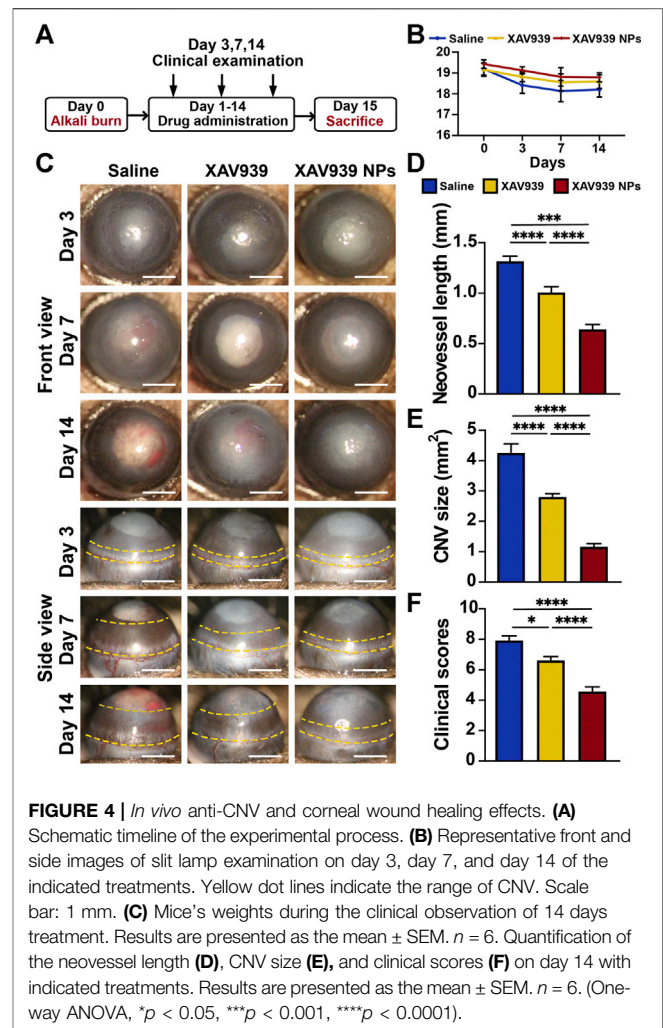 A
Day 3,7,14
Clinical examination
Day 0
Alkali burn
Day 1-14
Drug administration
Day 15
Sacrifice
B
Saline XAV939 XAV939 NPs
20
19
18
17
16
0 3 7 14
Days
C
Saline XAV939 XAV939 NPs
Front view
Day 3
Day 7
Day 14
Side view
Day 3
Day 7
Day 14
D
Saline XAV939 XAV939 NPs
Neovessel length (mm)
1.5
1.0
0.5
0
***
**** ****
E
CNV size (mm²)
5
4
3
2
1
0
****
**** ****
F
Clinical scores
10
8
6
4
2
0
****
* ****
FIGURE 4 | In vivo anti-CNV and corneal wound healing effects. (A)
Schematic timeline of the experimental process. (B) Representative front and
side images of slit lamp examination on day 3, day 7, and day 14 of the
indicated treatments. Yellow dot lines indicate the range of CNV. Scale
bar: 1 mm. (C) Mice's weights during the clinical observation of 14 days
treatment. Results are presented as the mean ± SEM. n = 6. Quantification of
the neovessel length (D), CNV size (E), and clinical scores (F) on day 14 with
indicated treatments. Results are presented as the mean ± SEM. n = 6. (One-
way ANOVA, *p < 0.05, ***p < 0.001, ****p < 0.0001).